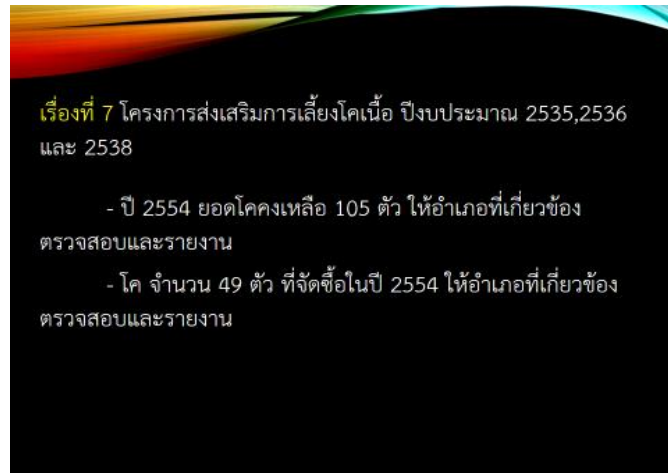 เรื่องที่ 7 โครงการส่งเสริมการเลี้ยงโคเนื้อ ปีงบประมาณ 2535,2536
และ 2538
- ปี 2554 ยอดโคคงเหลือ 105 ตัว ให้อำเภอที่เกี่ยวข้อง
ตรวจสอบและรายงาน
- โค จำนวน 49 ตัว ที่จัดซื้อในปี 2554 ให้อำเภอที่เกี่ยวข้อง
ตรวจสอบและรายงาน